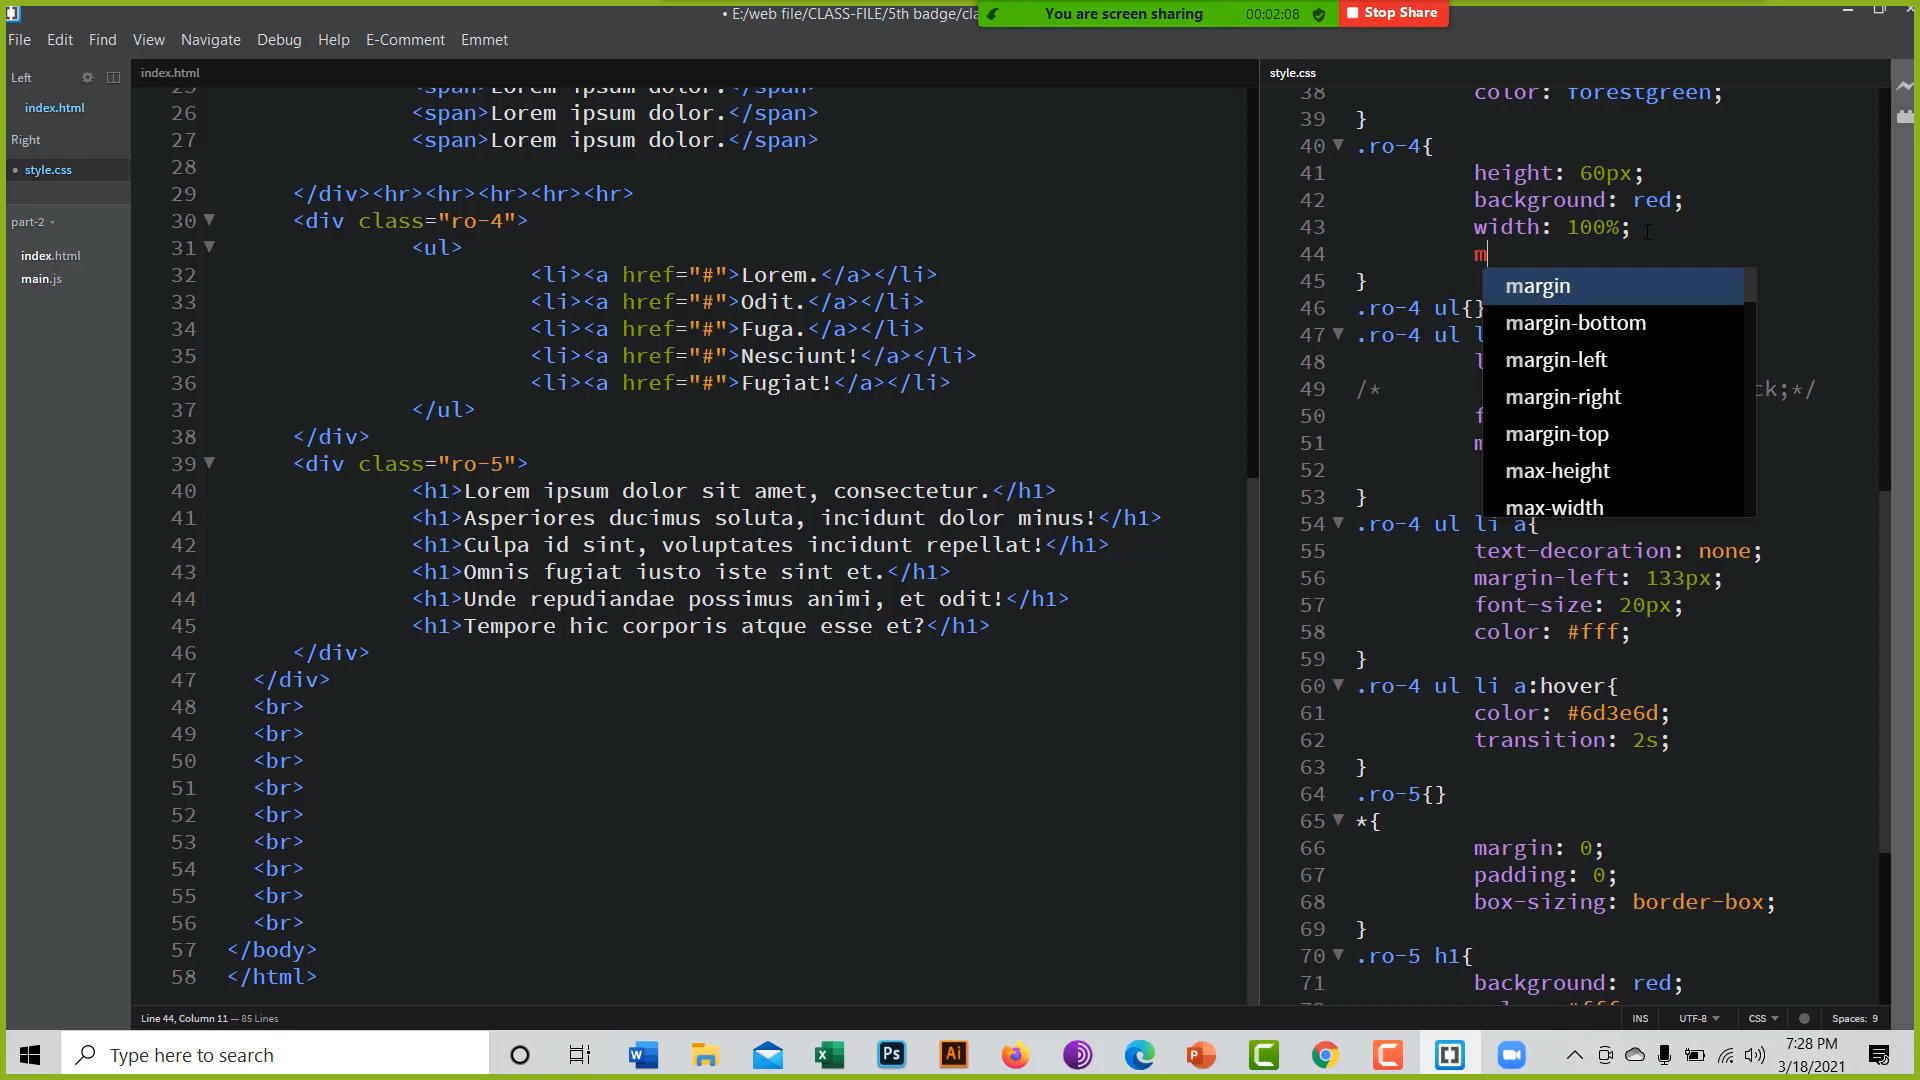 • E:/web file/CLASS-FILE/5th badge/cla
You are screen sharing
00:02:08
Stop Share
File Edit Find View Navigate Debug Help E-Comment Emmet
Left
index.html
Right
• style.css
part-2
index.html
main.js
index.html
25 <span>Lorem ipsum dolor.</span>
26 <span>Lorem ipsum dolor.</span>
27 <span>Lorem ipsum dolor.</span>
28
29 </div><hr><hr><hr><hr><hr>
30 <div class="ro-4">
31 <ul>
32 <li><a href="#">Lorem.</a></li>
33 <li><a href="#">Odit.</a></li>
34 <li><a href="#">Fuga.</a></li>
35 <li><a href="#">Nesciunt!</a></li>
36 <li><a href="#">Fugiat!</a></li>
37 </ul>
38 </div>
39 <div class="ro-5">
40 <h1>Lorem ipsum dolor sit amet, consectetur.</h1>
41 <h1>Asperiores ducimus soluta, incidunt dolor minus!</h1>
42 <h1>Culpa id sint, voluptates incidunt repellat!</h1>
43 <h1>Omnis fugiat iusto iste sint et.</h1>
44 <h1>Unde repudiandae possimus animi, et odit!</h1>
45 <h1>Tempore hic corporis atque esse et?</h1>
46 </div>
47 </div>
48 <br>
49 <br>
50 <br>
51 <br>
52 <br>
53 <br>
54 <br>
55 <br>
56 <br>
57 </body>
58 </html>
style.css
38 color: forestgreen;
39 }
40 .ro-4{
41 height: 60px;
42 background: red;
43 width: 100%;
44 m
45 }
46 .ro-4 ul{}
47 .ro-4 ul l
48 l
49 /* ck;*/
50 f
51 m
52
53 }
54 .ro-4 ul li a{
55 text-decoration: none;
56 margin-left: 133px;
57 font-size: 20px;
58 color: #fff;
59 }
60 .ro-4 ul li a:hover{
61 color: #6d3e6d;
62 transition: 2s;
63 }
64 .ro-5{}
65 *{
66 margin: 0;
67 padding: 0;
68 box-sizing: border-box;
69 }
70 .ro-5 h1{
71 background: red;
margin
margin-bottom
margin-left
margin-right
margin-top
max-height
max-width
Line 44, Column 11 — 85 Lines
INS UTF-8 CSS Spaces: 9
Type here to search
7:28 PM
3/18/2021